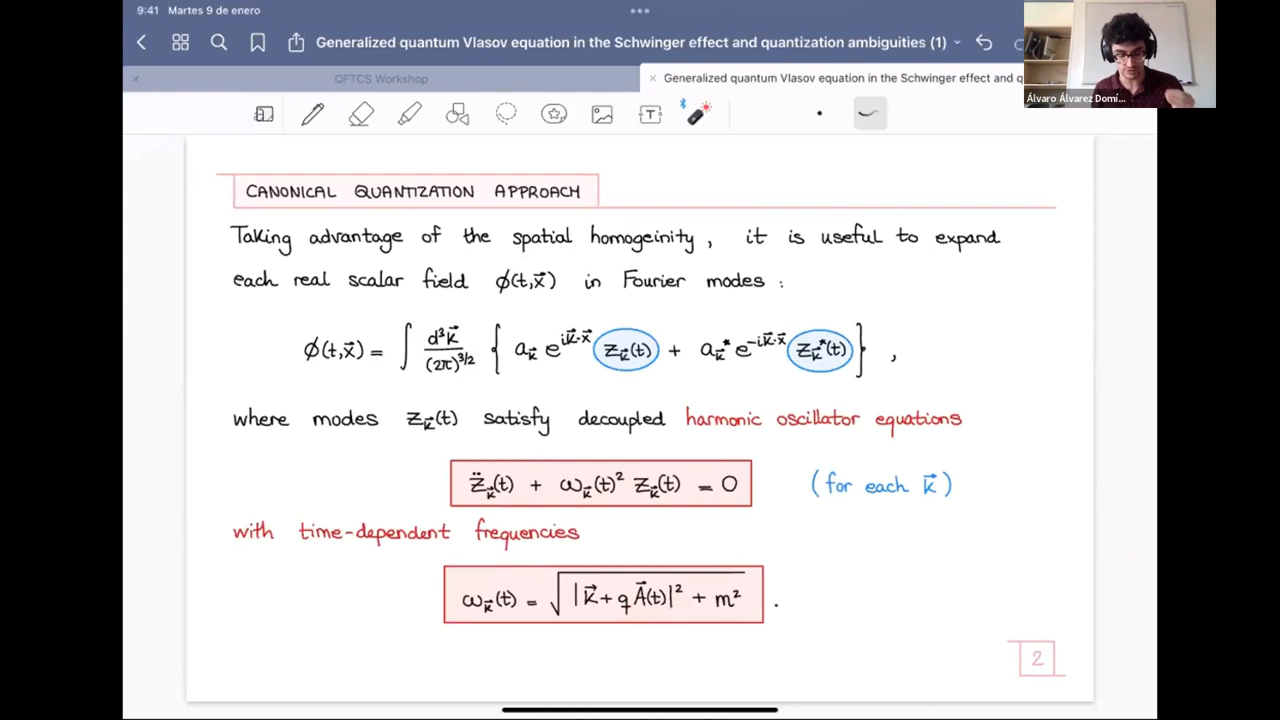 9:41 Martes 9 de enero
Generalized quantum Vlasov equation in the Schwinger effect and quantization ambiguities (1)
QFTCS Workshop
Generalized quantum Vlasov equation in the Schwinger effect and q
Álvaro Álvarez Domí...
CANONICAL QUANTIZATION APPROACH
Taking advantage of the spatial homogeinity, it is useful to expand
each real scalar field ϕ(t,x⃗) in Fourier modes :
ϕ(t,x⃗) = ∫ d³k⃗/(2π)^{3/2} { a_k⃗ e^{ik⃗·x⃗} z_k⃗(t) + a_k⃗* e^{-ik⃗·x⃗} z_k⃗*(t) } ,
where modes z_k⃗(t) satisfy decoupled harmonic oscillator equations
z̈_k⃗(t) + ω_k⃗(t)² z_k⃗(t) = 0 (for each k⃗)
with time-dependent frequencies
ω_k⃗(t) = √(|k⃗ + qA⃗(t)|² + m²) .
2